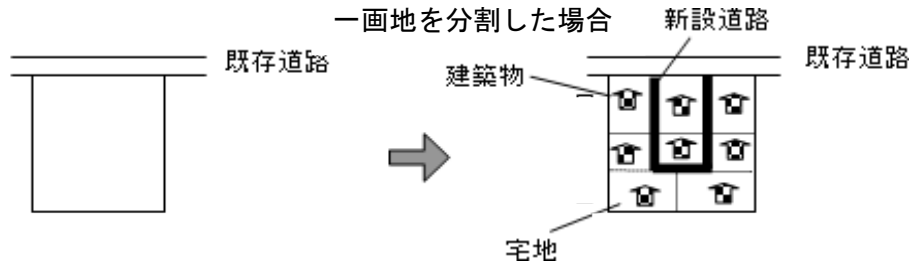 一画地を分割した場合
新設道路
既存道路
既存道路
建築物
宅地